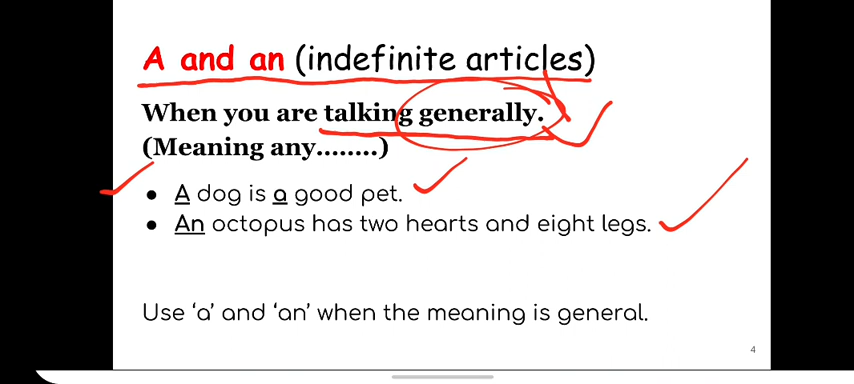 A and an (indefinite articles)
When you are talking generally.
(Meaning any........)
● A dog is a good pet.
● An octopus has two hearts and eight legs.
Use ‘a’ and ‘an’ when the meaning is general.
4